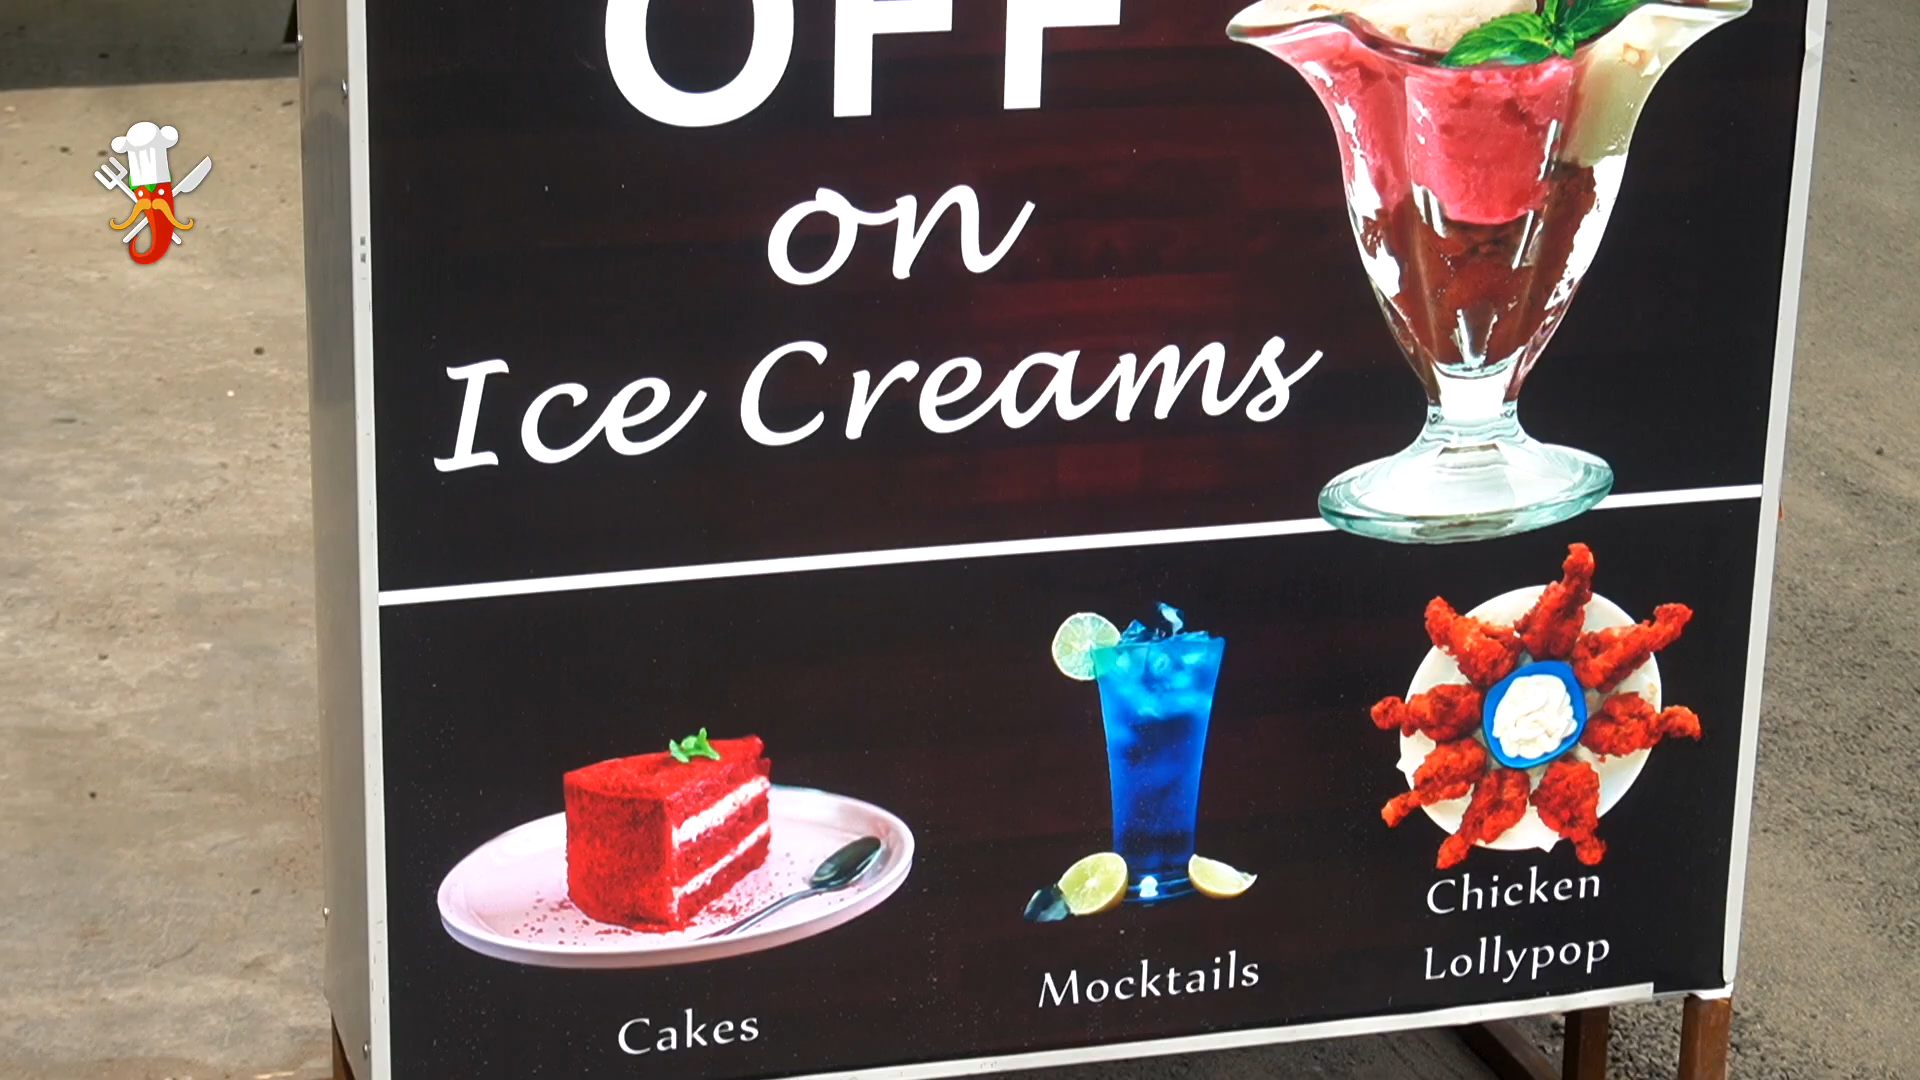 OFF
on
Ice Creams
Cakes
Mocktails
Chicken
Lollypop